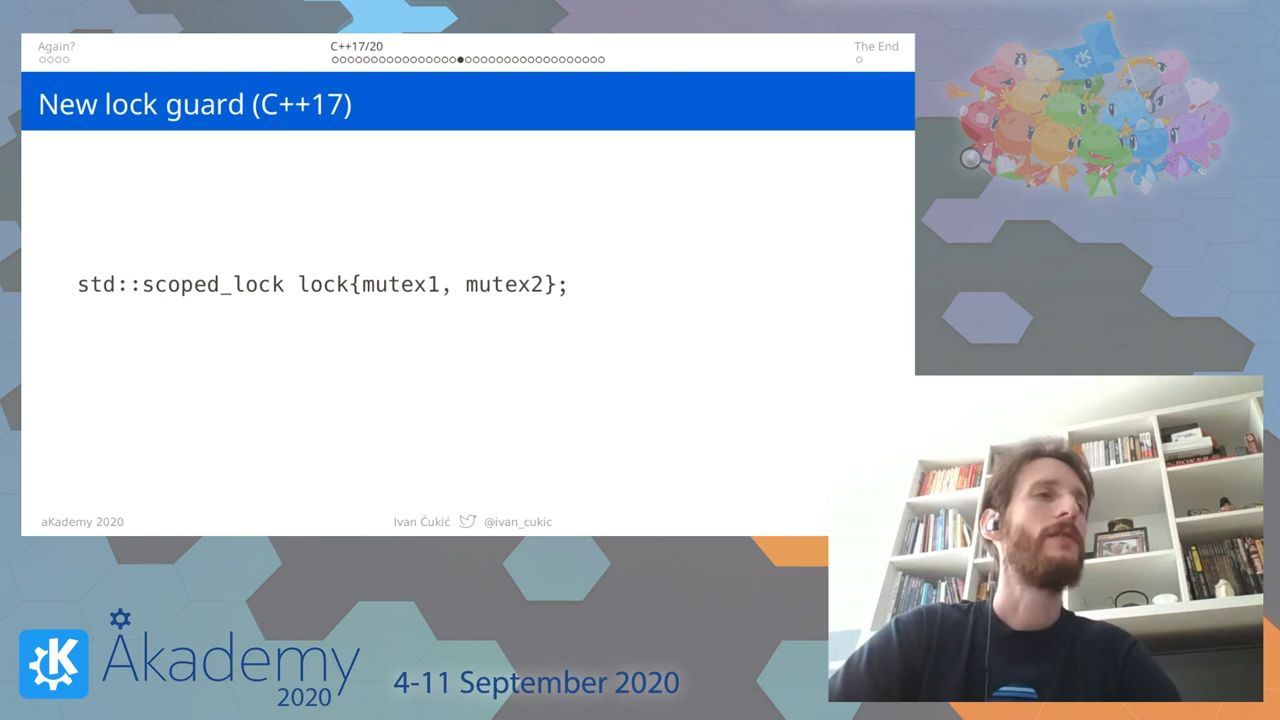 Again?
C++17/20
The End
New lock guard (C++17)
std::scoped_lock lock{mutex1, mutex2};
aKademy 2020
Ivan Čukić
@ivan_cukic
Akademy
2020
4-11 September 2020